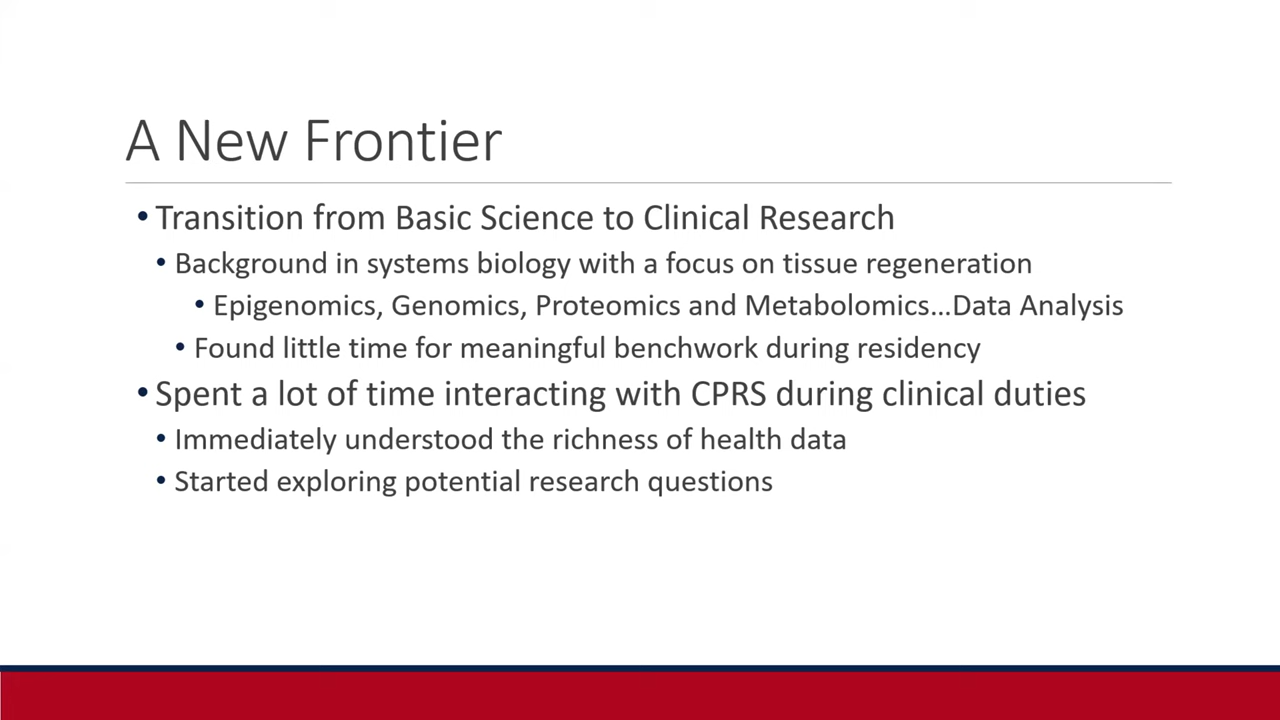 A New Frontier
• Transition from Basic Science to Clinical Research
• Background in systems biology with a focus on tissue regeneration
• Epigenomics, Genomics, Proteomics and Metabolomics...Data Analysis
• Found little time for meaningful benchwork during residency
• Spent a lot of time interacting with CPRS during clinical duties
• Immediately understood the richness of health data
• Started exploring potential research questions